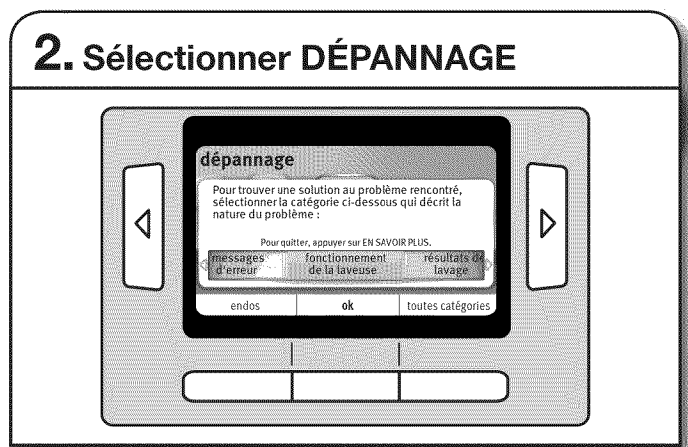 2. Sélectionner DÉPANNAGE
dépannage
Pour trouver une solution au problème rencontré,
sélectionner la catégorie ci-dessous qui décrit la
nature du problème :
Pour quitter, appuyer sur EN SAVOIR PLUS.
messages fonctionnement résultats de
d'erreur de la laveuse lavage
endos ok toutes catégories